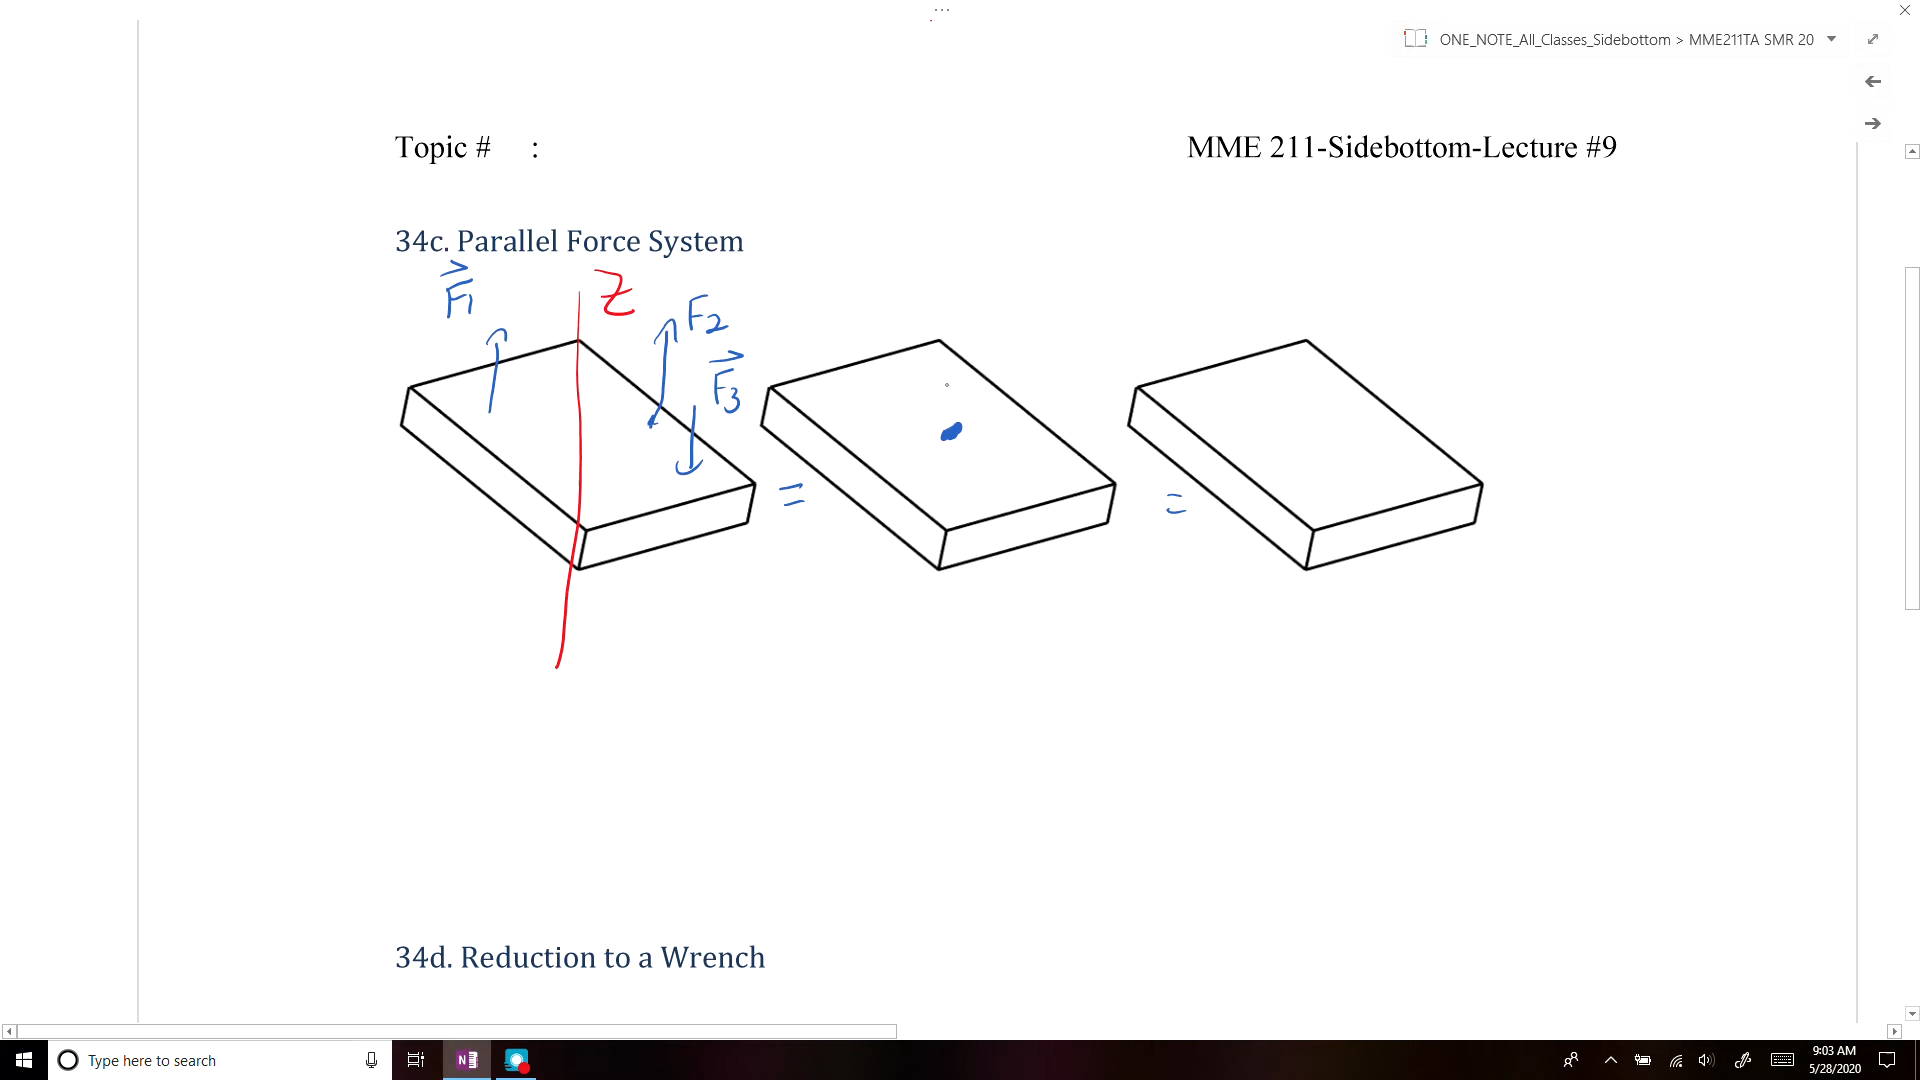 ONE_NOTE_All_Classes_Sidebottom > MME211TA SMR 20
Topic # :
MME 211-Sidebottom-Lecture #9
34c. Parallel Force System
F1
Z
F2
F3
=
=
34d. Reduction to a Wrench
Type here to search
9:03 AM
5/28/2020